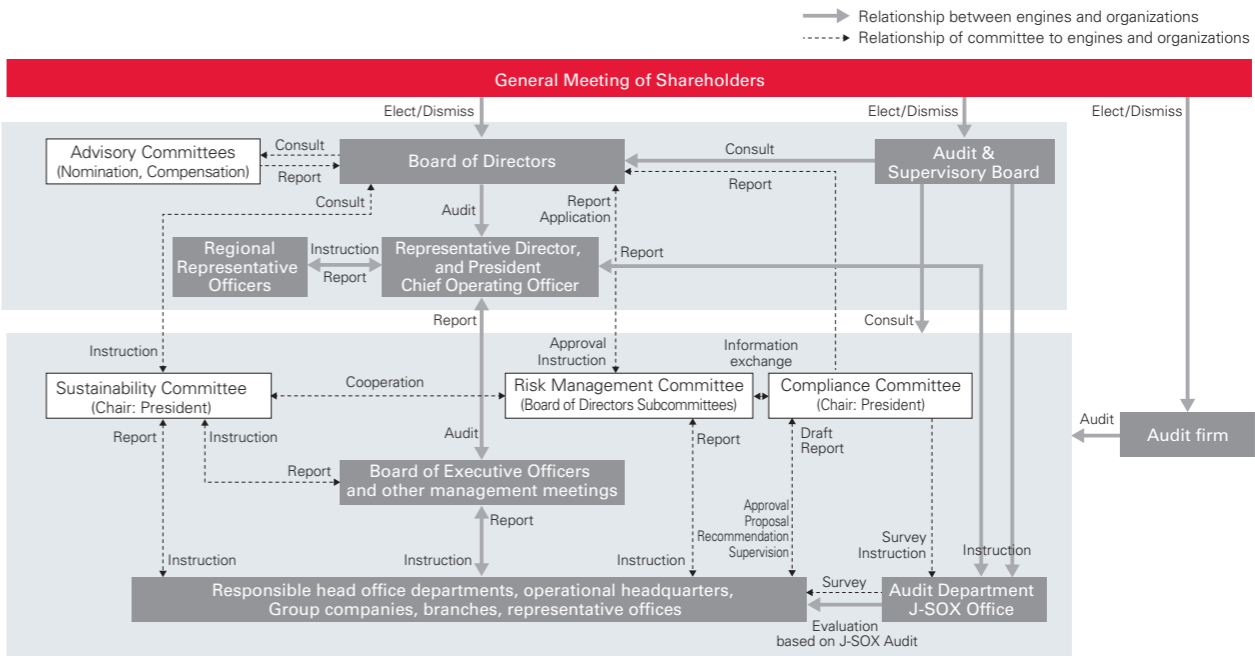 Relationship between engines and organizations
Relationship of committee to engines and organizations
General Meeting of Shareholders
Elect/Dismiss
Elect/Dismiss
Elect/Dismiss
Advisory Committees
(Nomination, Compensation)
Consult
Report
Board of Directors
Consult
Report
Audit &
Supervisory Board
Consult
Audit
Report
Application
Regional
Representative
Officers
Instruction
Report
Representative Director,
and President
Chief Operating Officer
Report
Report
Consult
Instruction
Approval
Instruction
Information
exchange
Sustainability Committee
(Chair: President)
Cooperation
Risk Management Committee
(Board of Directors Subcommittees)
Compliance Committee
(Chair: President)
Report
Instruction
Audit
Report
Draft
Report
Audit
Audit firm
Report
Board of Executive Officers
and other management meetings
Report
Approval
Proposal
Recommendation
Supervision
Survey
Instruction
Instruction
Instruction
Instruction
Instruction
Responsible head office departments, operational headquarters,
Group companies, branches, representative offices
Survey
Audit Department
J-SOX Office
Evaluation
based on J-SOX Audit